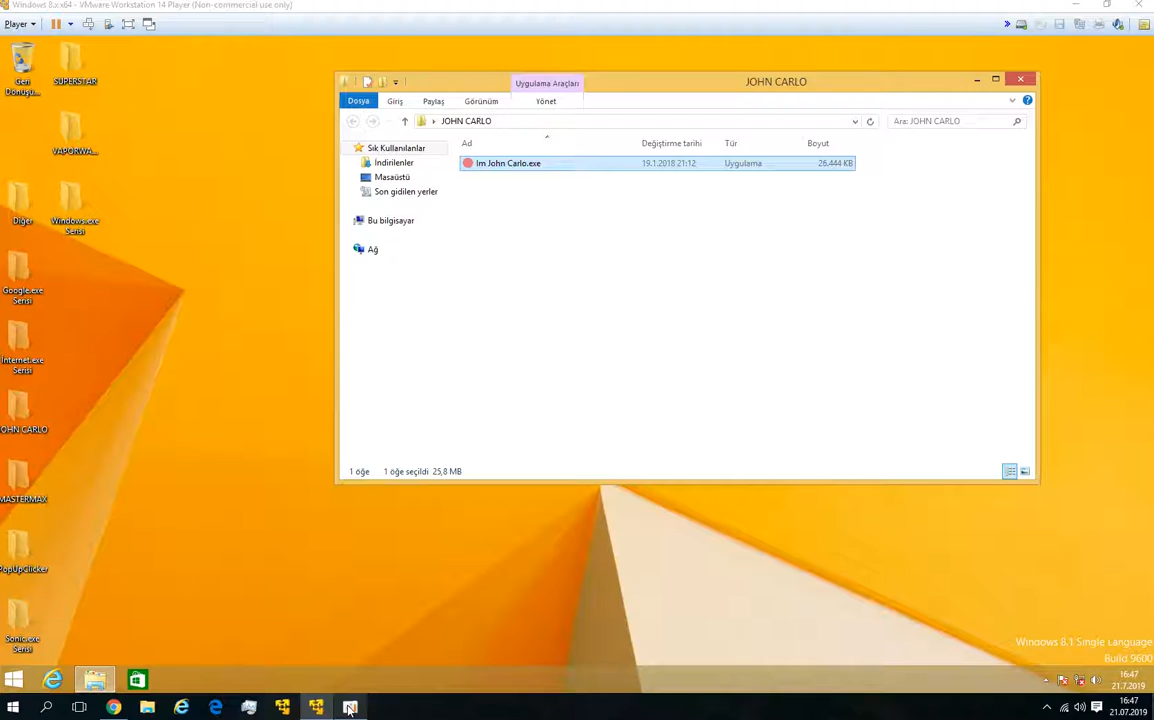 Windows 8.x x64 - VMware Workstation 14 Player (Non-commercial use only)
Player
Uygulama Araçları
JOHN CARLO
Dosya
Giriş
Paylaş
Görünüm
Yönet
JOHN CARLO
Ara: JOHN CARLO
Sık Kullanılanlar
İndirilenler
Masaüstü
Son gidilen yerler
Bu bilgisayar
Ağ
Ad
Değiştirme tarihi
Tür
Boyut
Im John Carlo.exe
19.1.2018 21:12
Uygulama
26.444 KB
1 öğe
1 öğe seçildi 25,8 MB
Geri
Dönüşü...
SUPERSTAR
VAPORWA...
Diğer
Windows.exe
Serisi
Google.exe
Serisi
Internet.exe
Serisi
JOHN CARLO
MASTERMAX
PopUpClicker
Sonic.exe
Serisi
Windows 8.1 Single Language
Build 9600
16:47
21.7.2019
16:47
21.07.2019